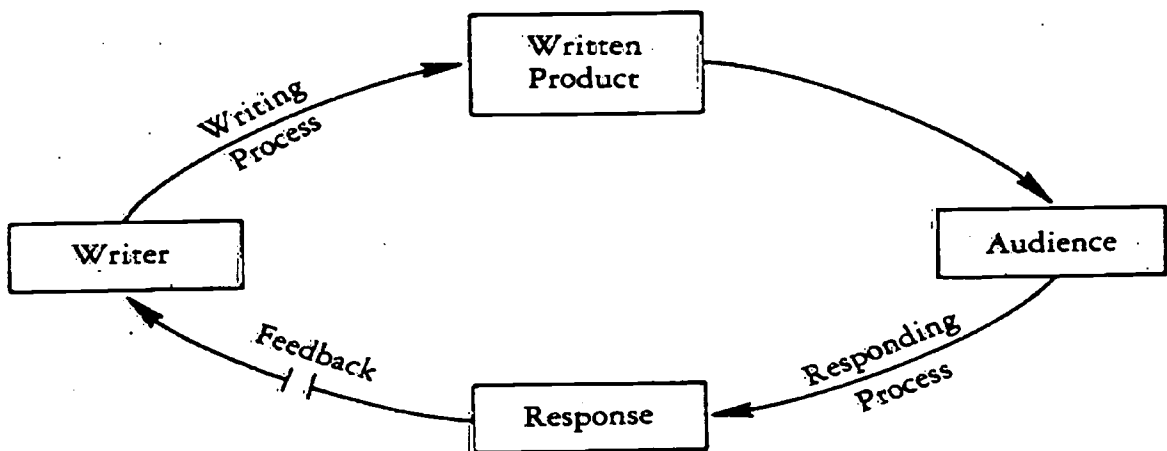 Written
Product
Writing
Process
Writer
Audience
Feedback
Responding
Process
Response